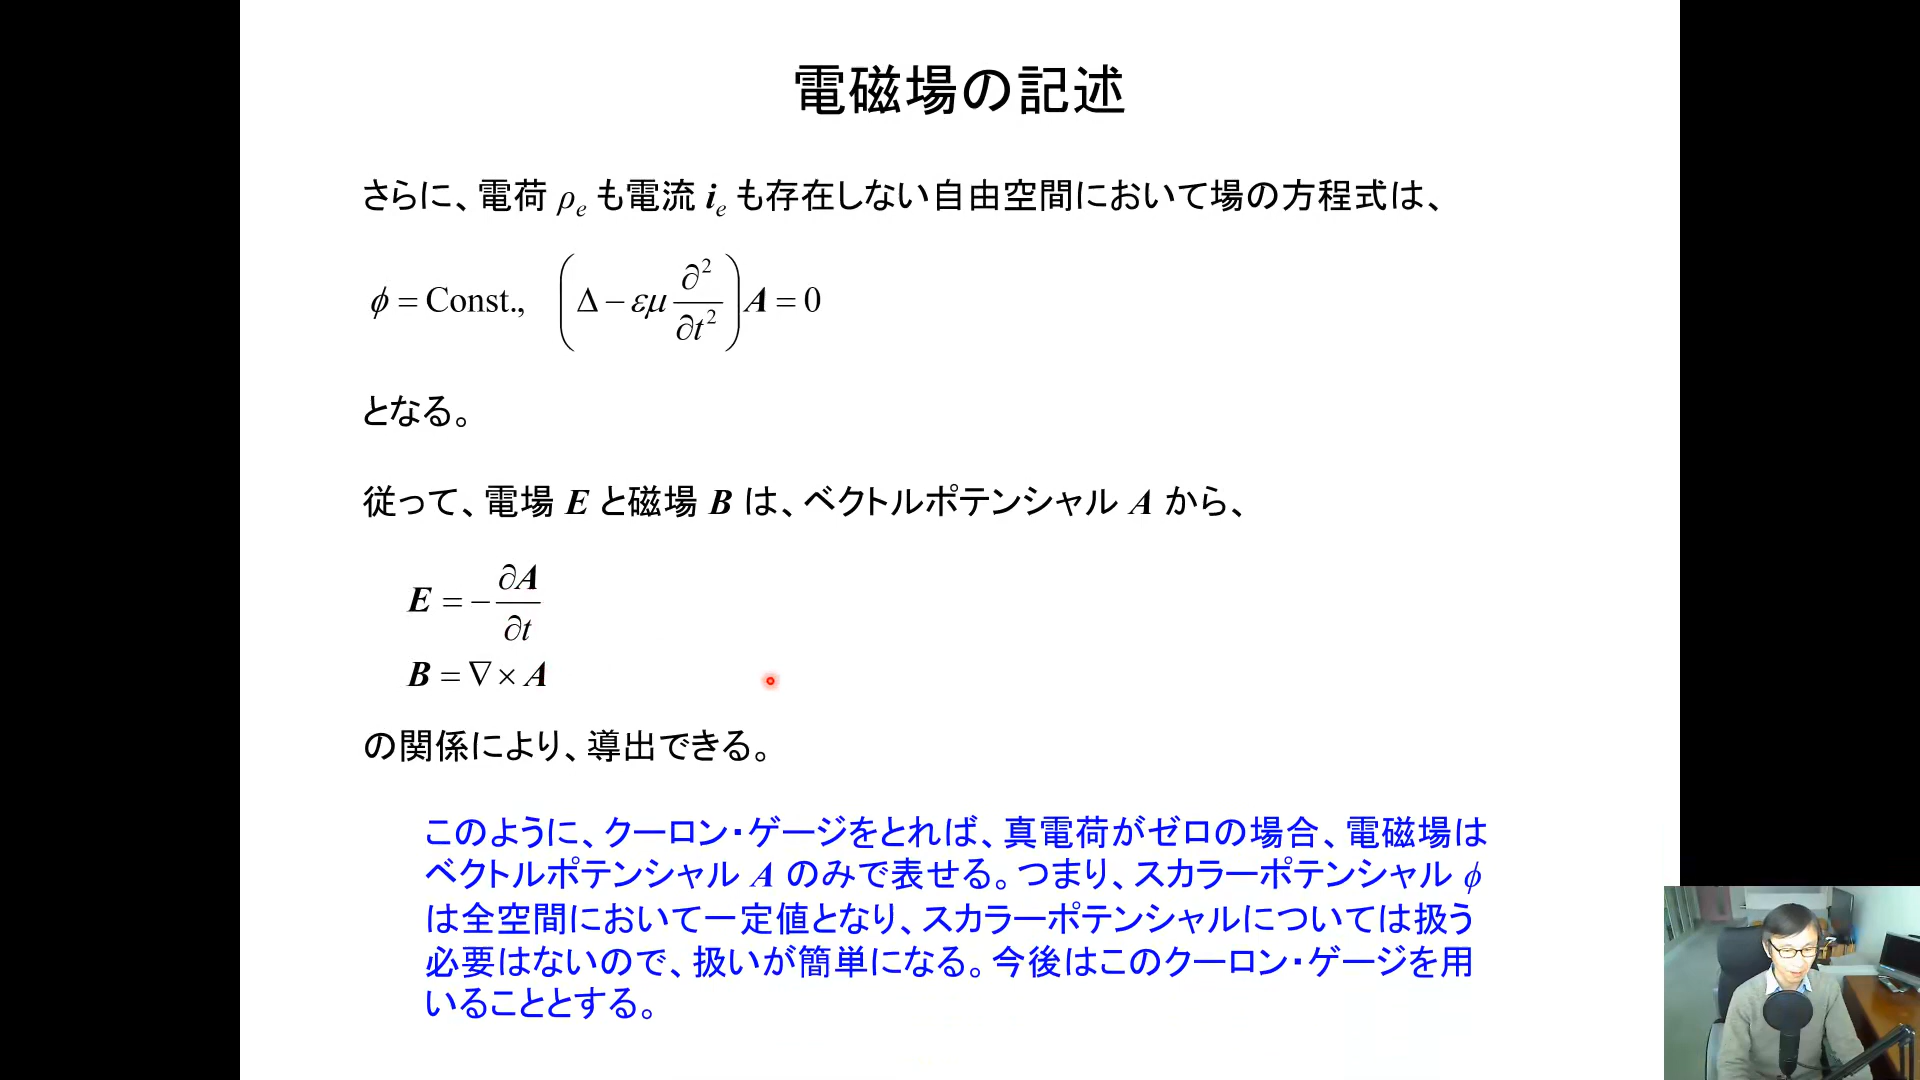 電磁場の記述
さらに、電荷 ρe も電流 ie も存在しない自由空間において場の方程式は、
ϕ = Const., (Δ − εμ ∂²/∂t²) A = 0
となる。
従って、電場 E と磁場 B は、ベクトルポテンシャル A から、
E = − ∂A/∂t
B = ∇ × A
の関係により、導出できる。
このように、クーロン・ゲージをとれば、真電荷がゼロの場合、電磁場は
ベクトルポテンシャル A のみで表せる。つまり、スカラーポテンシャル ϕ
は全空間において一定値となり、スカラーポテンシャルについては扱う
必要はないので、扱いが簡単になる。今後はこのクーロン・ゲージを用
いることとする。